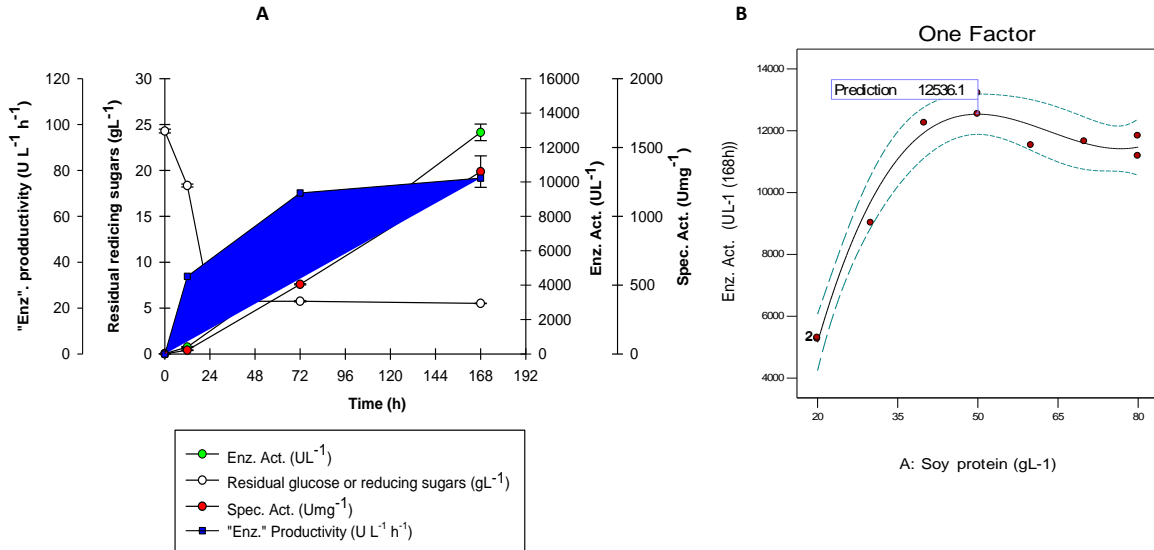 A
B
"Enz". prodductivity (U L-1 h-1)
120
100
80
60
40
20
0
Residual redicing sugars (gL-1)
30
25
20
15
10
5
0
16000
14000
12000
10000
8000
6000
4000
2000
0
Enz. Act. (UL-1)
2000
1500
1000
500
0
Spec. Act. (Umg-1)
0 24 48 72 96 120 144 168 192
Time (h)
Enz. Act. (UL-1)
Residual glucose or reducing sugars (gL-1)
Spec. Act. (Umg-1)
"Enz." Productivity (U L-1 h-1)
One Factor
Enz. Act. (UL-1 (168h))
14000
12000
10000
8000
6000
4000
Prediction 12536.1
2
20 35 50 65 80
A: Soy protein (gL-1)